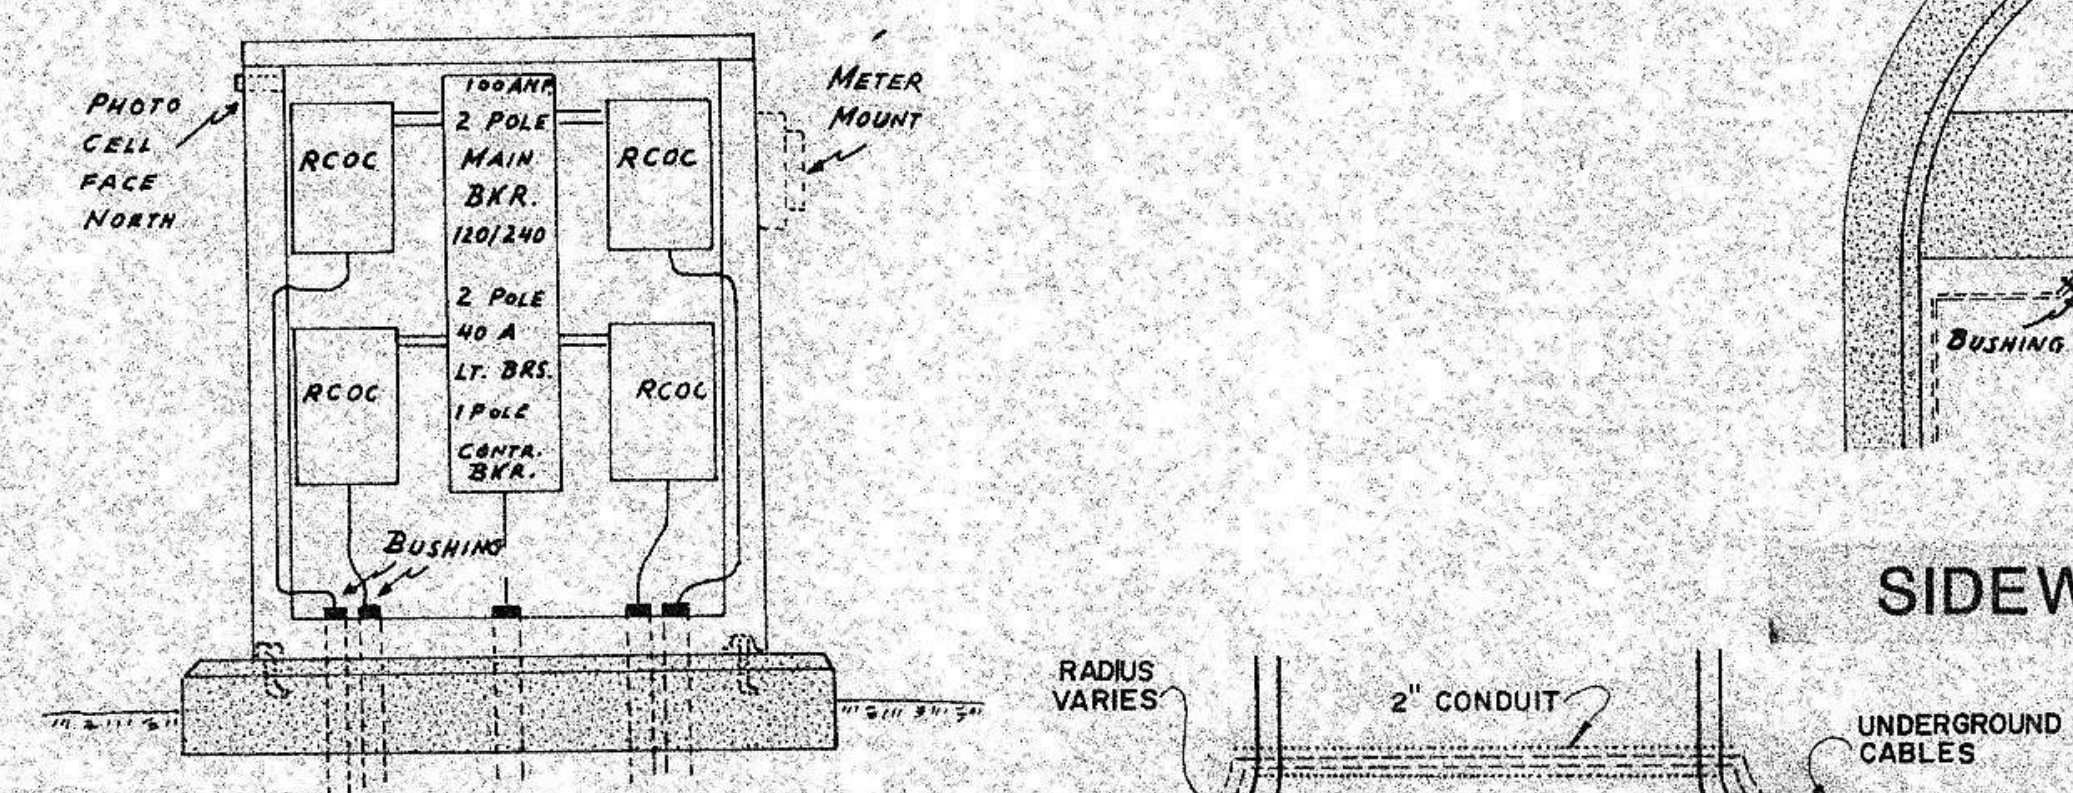 PHOTO
CELL
FACE
NORTH
RCOC
100 AMP.
2 POLE
MAIN
BKR.
120/240
2 POLE
40 A
LT. BRS.
1 POLE
CONTR.
BKR.
RCOC
METER
MOUNT
RCOC
RCOC
BUSHING
BUSHING
SIDEW
RADIUS
VARIES
2" CONDUIT
UNDERGROUND
CABLES